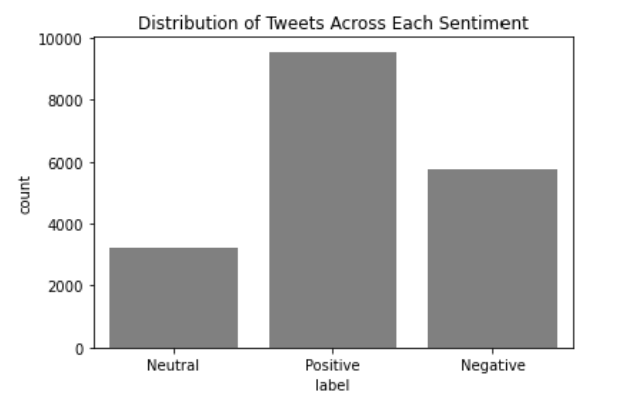 Distribution of Tweets Across Each Sentiment
10000
8000
6000
4000
2000
0
count
Neutral Positive Negative
label